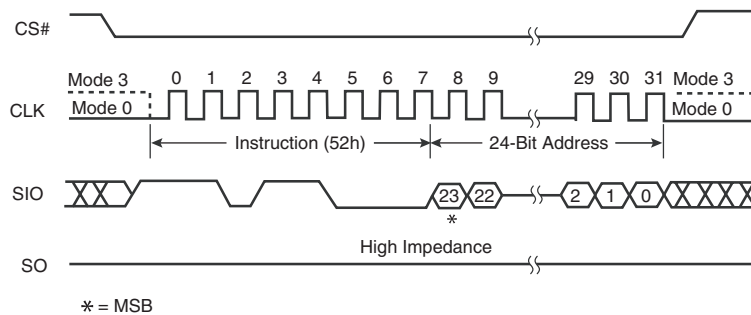 CS#
Mode 3
0 1 2 3 4 5 6 7 8 9 29 30 31
Mode 3
CLK
Mode 0
Mode 0
Instruction (52h)
24-Bit Address
SIO
23 22 2 1 0
*
High Impedance
SO
* = MSB